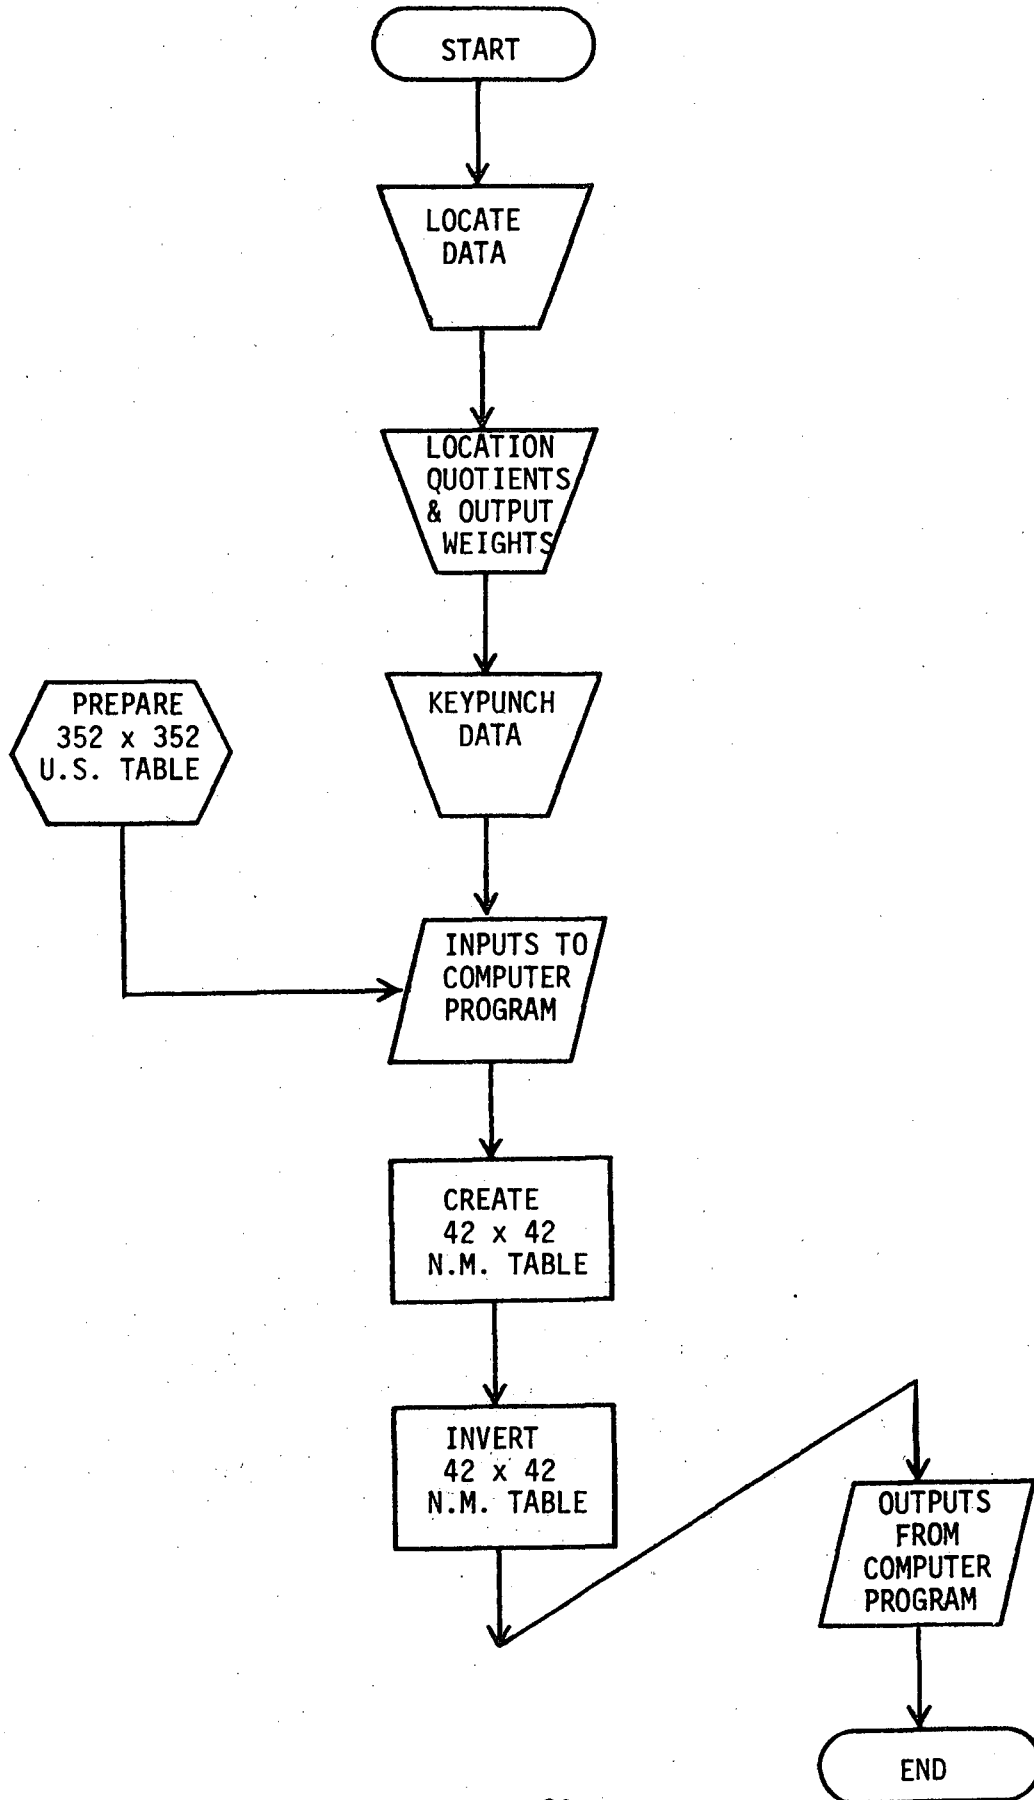 START
LOCATE
DATA
LOCATION
QUOTIENTS
& OUTPUT
WEIGHTS
KEYPUNCH
DATA
PREPARE
352 x 352
U.S. TABLE
INPUTS TO
COMPUTER
PROGRAM
CREATE
42 x 42
N.M. TABLE
INVERT
42 x 42
N.M. TABLE
OUTPUTS
FROM
COMPUTER
PROGRAM
END